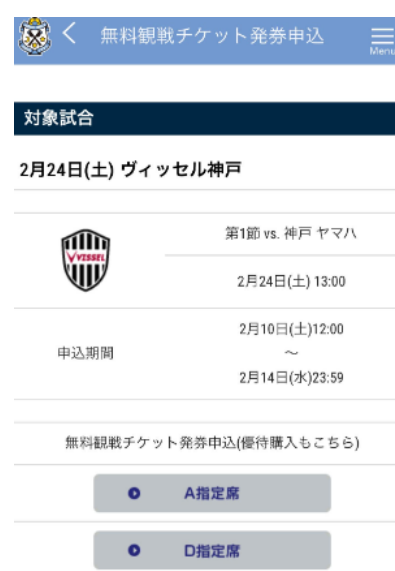 無料観戦チケット発券申込
Menu
対象試合
2月24日(土) ヴィッセル神戸
VISSEL
第1節 vs. 神戸 ヤマハ
2月24日(土) 13:00
申込期間
2月10日(土)12:00
～
2月14日(水)23:59
無料観戦チケット発券申込(優待購入もこちら)
A指定席
D指定席